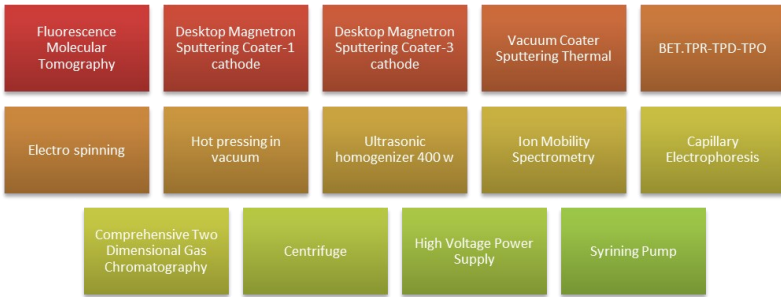 Fluorescence
Molecular
Tomography
Desktop Magnetron
Sputtering Coater-1
cathode
Desktop Magnetron
Sputtering Coater-3
cathode
Vacuum Coater
Sputtering Thermal
BET.TPR-TPD-TPO
Electro spinning
Hot pressing in
vacuum
Ultrasonic
homogenizer 400 w
Ion Mobility
Spectrometry
Capillary
Electrophoresis
Comprehensive Two
Dimensional Gas
Chromatography
Centrifuge
High Voltage Power
Supply
Syrining Pump